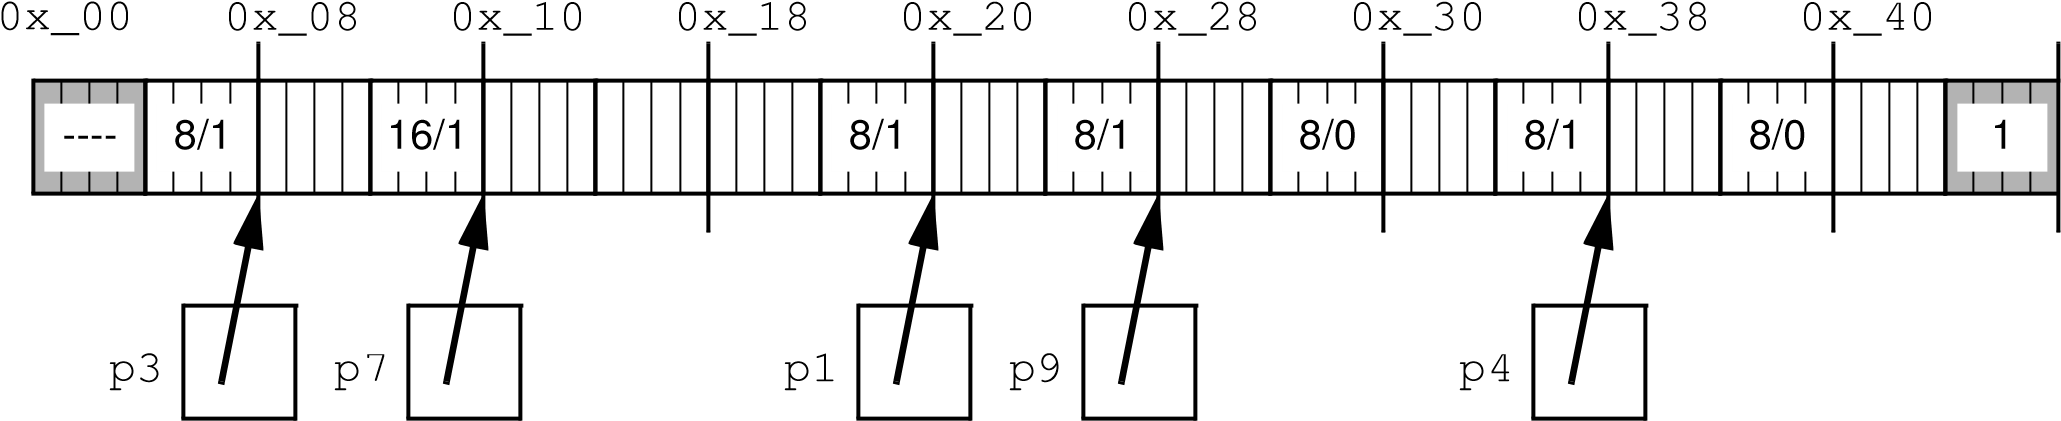 0x_00 0x_08 0x_10 0x_18 0x_20 0x_28 0x_30 0x_38 0x_40
---- 8/1 16/1 8/1 8/1 8/0 8/1 8/0 1
p3 p7 p1 p9 p4